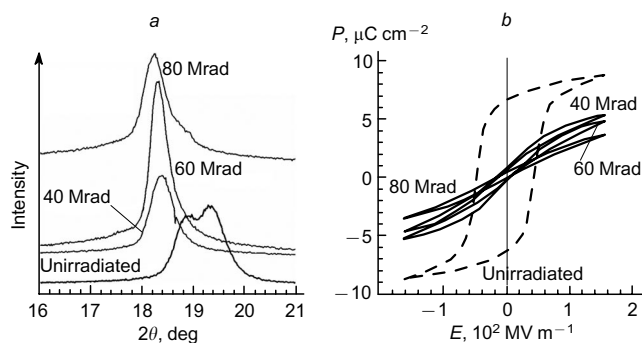 a
80 Mrad
60 Mrad
40 Mrad
Unirradiated
Intensity
16 17 18 19 20 21
2θ, deg
b
P, μC cm−2
10
5
0
−5
−10
40 Mrad
60 Mrad
80 Mrad
Unirradiated
−1 0 1 2
E, 10² MV m−1